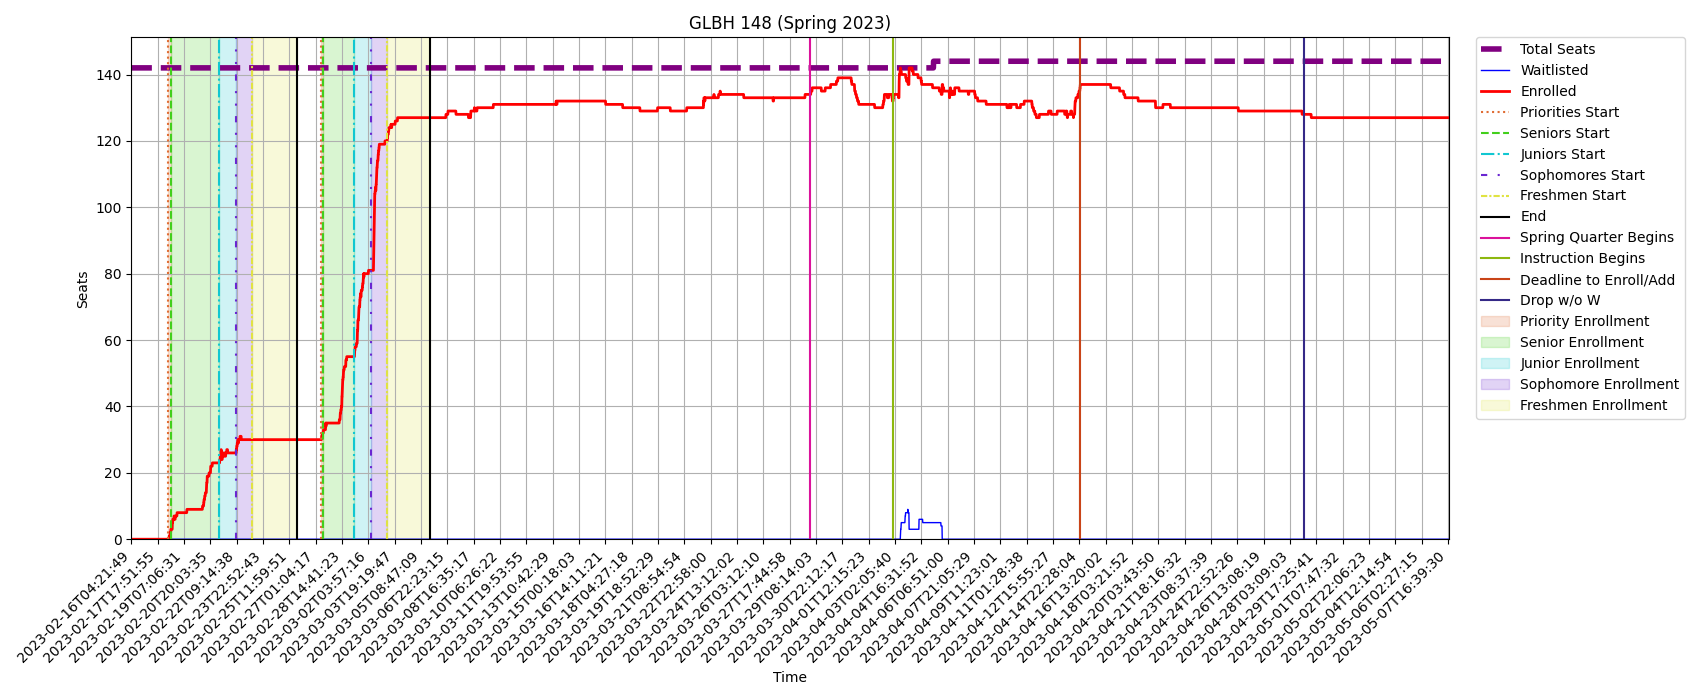 GLBH 148 (Spring 2023)
Seats
140
120
100
80
60
40
20
0
2023-02-16T04:21:49
2023-02-17T17:51:55
2023-02-19T07:06:31
2023-02-20T20:03:35
2023-02-22T09:14:38
2023-02-23T22:52:43
2023-02-25T11:59:51
2023-02-27T01:04:17
2023-02-28T14:41:23
2023-03-02T03:57:16
2023-03-03T19:19:47
2023-03-05T08:47:09
2023-03-06T22:23:15
2023-03-08T16:35:17
2023-03-10T06:26:22
2023-03-11T19:53:55
2023-03-13T10:42:29
2023-03-15T00:18:03
2023-03-16T14:11:21
2023-03-18T04:27:18
2023-03-19T18:52:29
2023-03-21T08:54:54
2023-03-22T22:58:00
2023-03-24T13:12:02
2023-03-26T03:12:10
2023-03-27T17:44:58
2023-03-29T08:14:03
2023-03-30T22:12:17
2023-04-01T12:15:23
2023-04-03T02:05:40
2023-04-04T16:31:52
2023-04-06T06:51:00
2023-04-07T21:05:29
2023-04-09T11:23:01
2023-04-11T01:28:38
2023-04-12T15:55:27
2023-04-14T22:28:04
2023-04-16T13:20:02
2023-04-18T03:21:52
2023-04-20T03:43:50
2023-04-21T18:16:32
2023-04-23T08:37:39
2023-04-24T22:52:26
2023-04-26T13:08:19
2023-04-28T03:09:03
2023-04-29T17:25:41
2023-05-01T07:47:32
2023-05-02T22:06:23
2023-05-04T12:14:54
2023-05-06T02:27:15
2023-05-07T16:39:30
Time
Total Seats
Waitlisted
Enrolled
Priorities Start
Seniors Start
Juniors Start
Sophomores Start
Freshmen Start
End
Spring Quarter Begins
Instruction Begins
Deadline to Enroll/Add
Drop w/o W
Priority Enrollment
Senior Enrollment
Junior Enrollment
Sophomore Enrollment
Freshmen Enrollment